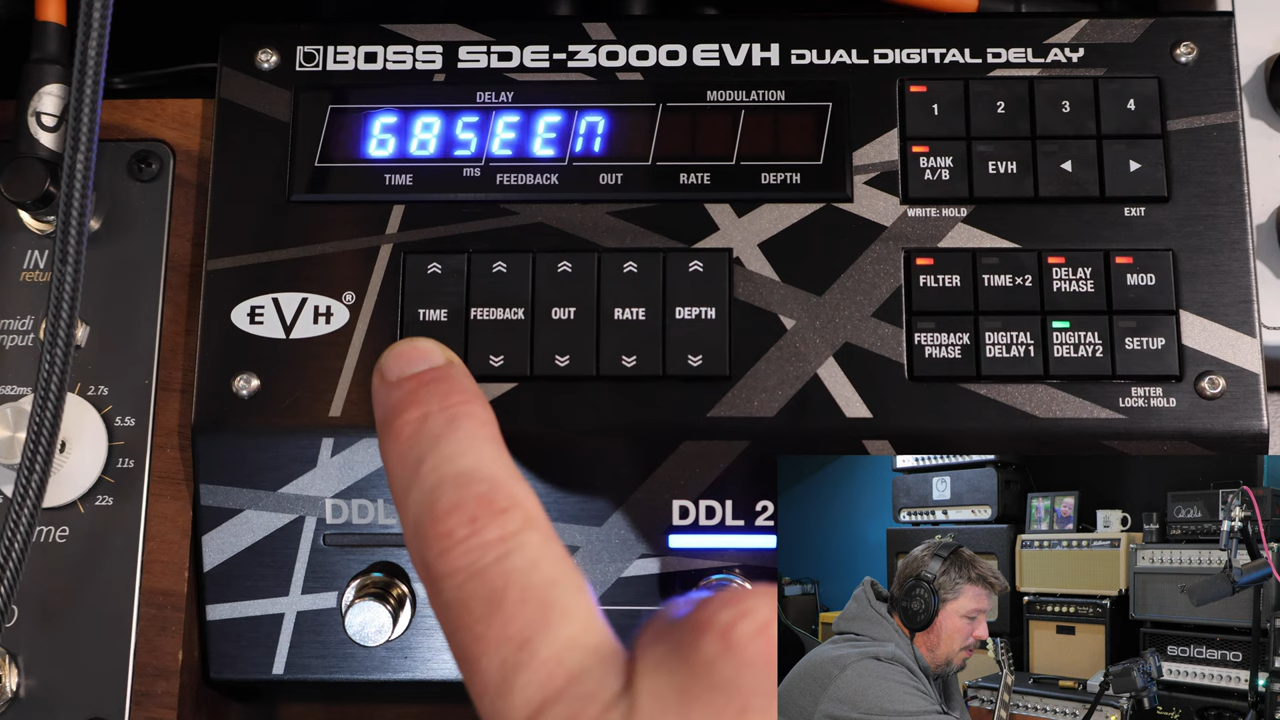 BOSS SDE-3000EVH DUAL DIGITAL DELAY
DELAY
MODULATION
68SEEN
TIME
ms
FEEDBACK
OUT
RATE
DEPTH
1
2
3
4
BANK A/B
EVH
WRITE: HOLD
EXIT
TIME
FEEDBACK
OUT
RATE
DEPTH
FILTER
TIME×2
DELAY PHASE
MOD
FEEDBACK PHASE
DIGITAL DELAY 1
DIGITAL DELAY 2
SETUP
ENTER
LOCK: HOLD
EVH®
DDL
DDL 2
IN
midi
input
682ms
2.7s
5.5s
11s
22s
me
soldano